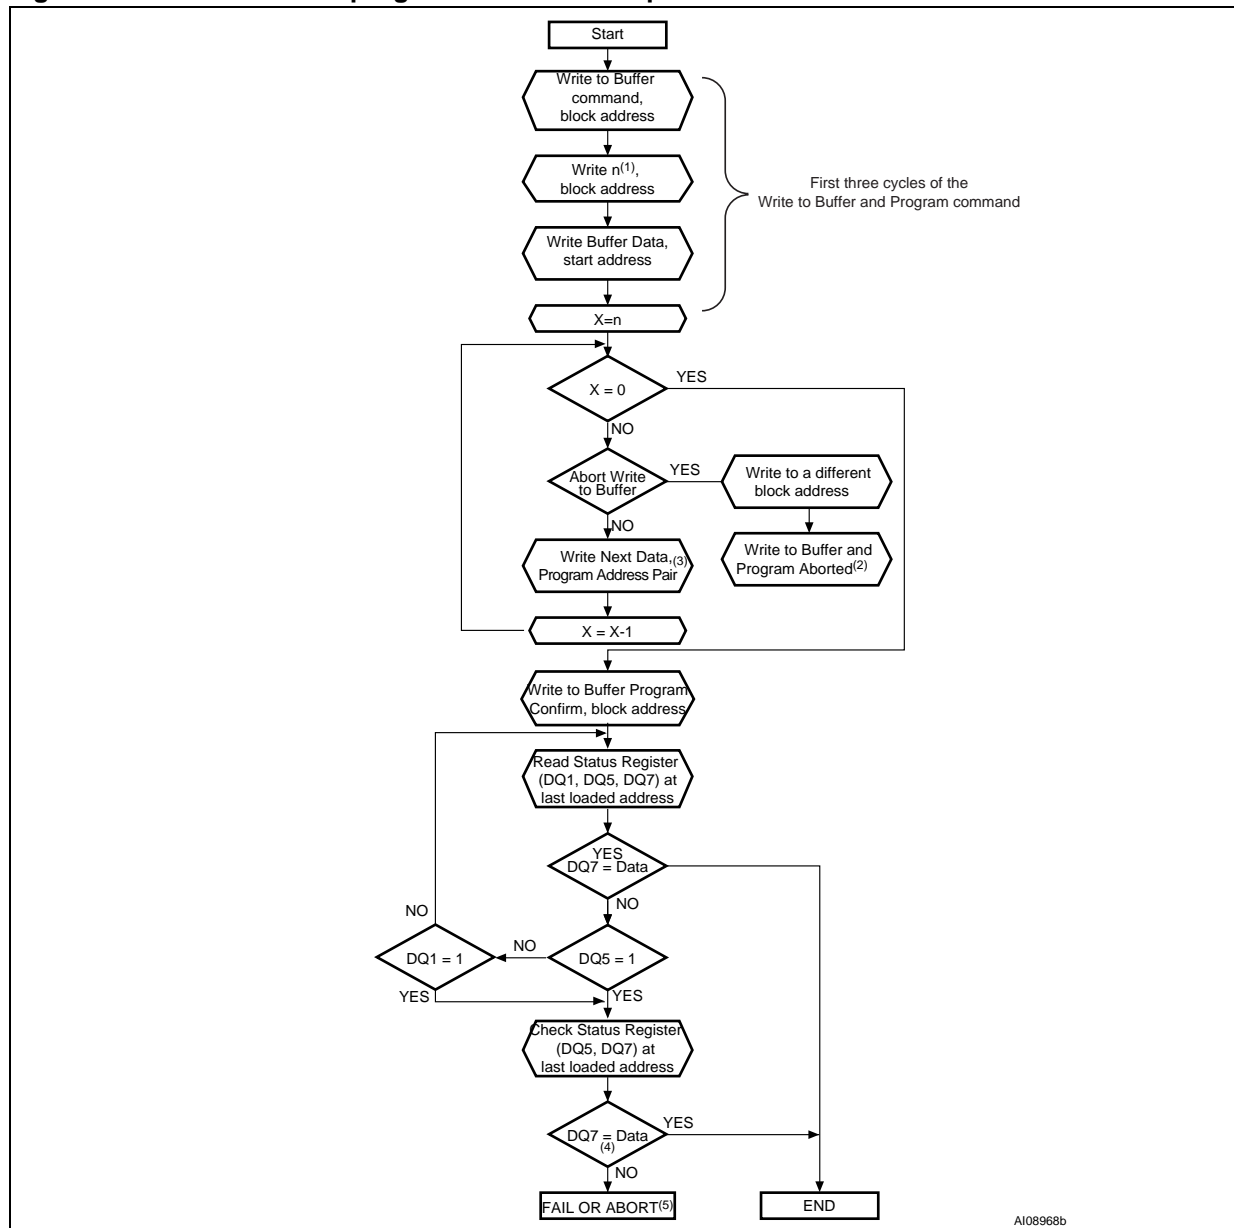 Start
Write to Buffer
command,
block address
Write n(1),
block address
First three cycles of the
Write to Buffer and Program command
Write Buffer Data,
start address
X=n
X = 0
YES
NO
Abort Write
to Buffer
YES
Write to a different
block address
NO
Write Next Data,(3)
Program Address Pair
Write to Buffer and
Program Aborted(2)
X = X-1
Write to Buffer Program
Confirm, block address
Read Status Register
(DQ1, DQ5, DQ7) at
last loaded address
YES
DQ7 = Data
NO
NO
DQ1 = 1
NO
DQ5 = 1
YES
YES
Check Status Register
(DQ5, DQ7) at
last loaded address
DQ7 = Data
(4)
YES
NO
FAIL OR ABORT(5)
END
AI08968b